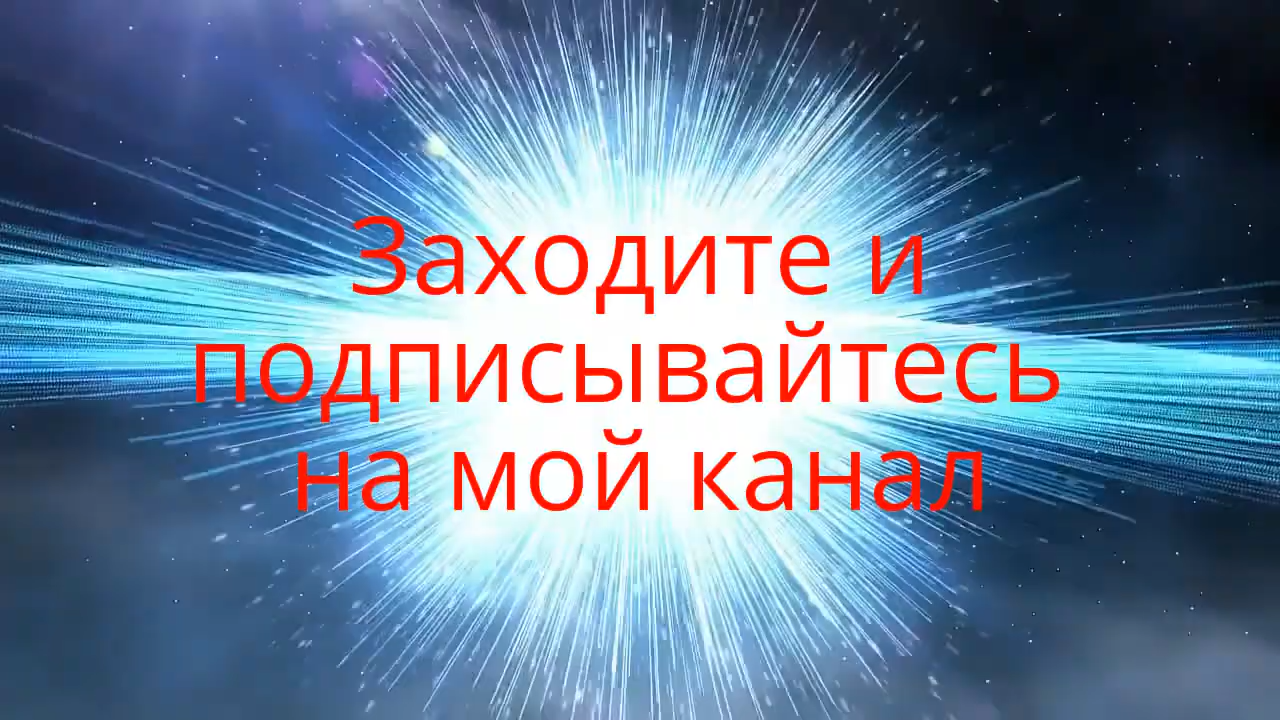 Заходите и
подписывайтесь
на мой канал